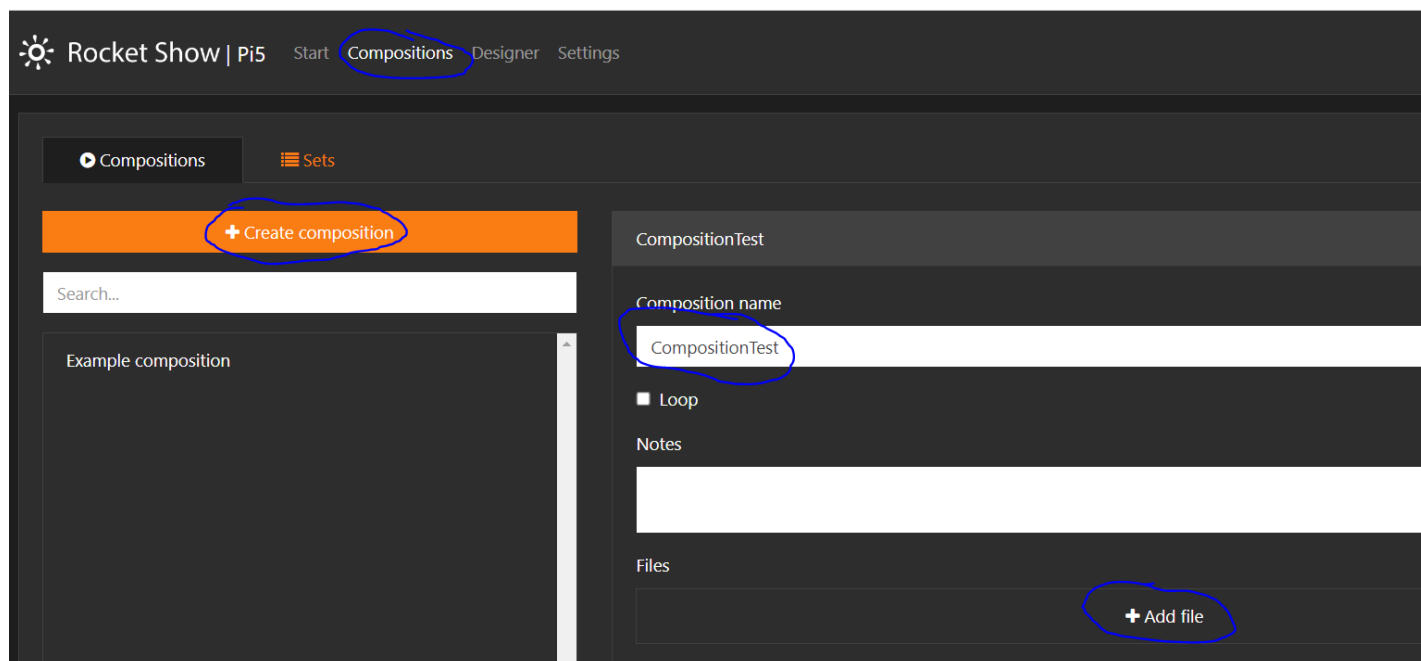 Rocket Show | Pi5 Start Compositions Designer Settings
Compositions Sets
+ Create composition
Search...
Example composition
CompositionTest
Composition name
CompositionTest
Loop
Notes
Files
+ Add file